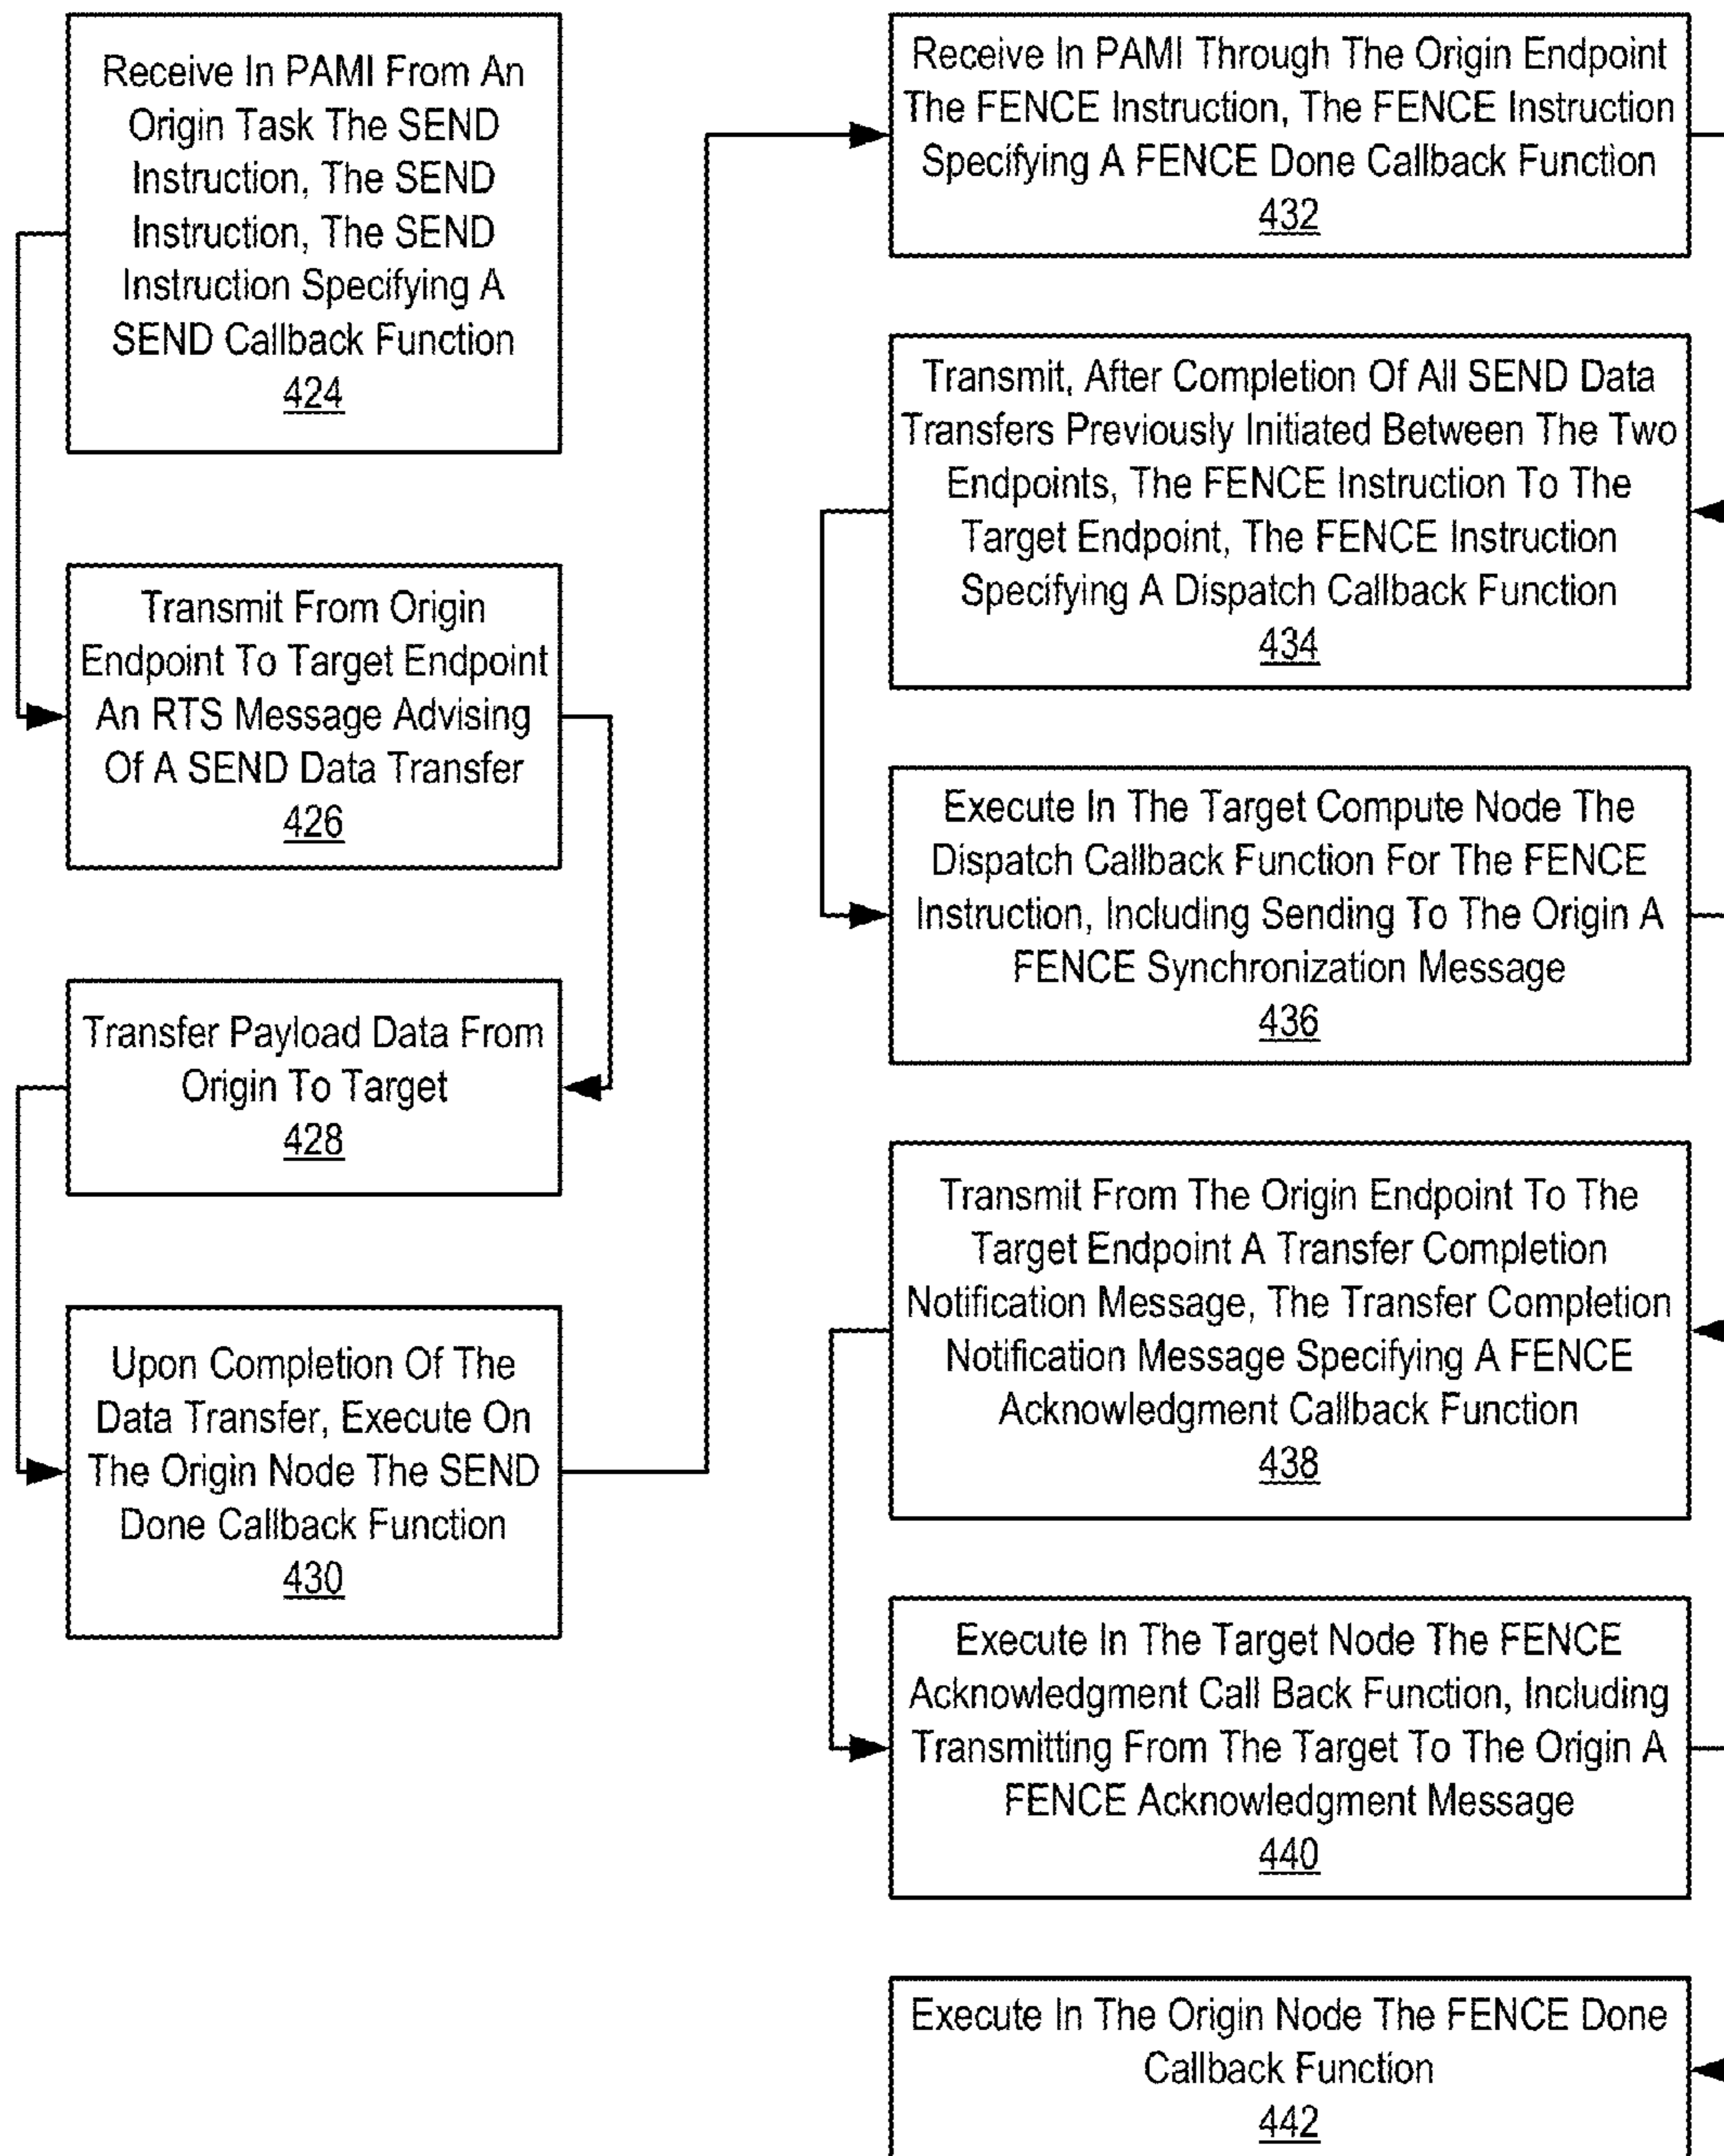 Receive In PAMI From An
Origin Task The SEND
Instruction, The SEND
Instruction, The SEND
Instruction Specifying A
SEND Callback Function
424
Transmit From Origin
Endpoint To Target Endpoint
An RTS Message Advising
Of A SEND Data Transfer
426
Transfer Payload Data From
Origin To Target
428
Upon Completion Of The
Data Transfer, Execute On
The Origin Node The SEND
Done Callback Function
430
Receive In PAMI Through The Origin Endpoint
The FENCE Instruction, The FENCE Instruction
Specifying A FENCE Done Callback Function
432
Transmit, After Completion Of All SEND Data
Transfers Previously Initiated Between The Two
Endpoints, The FENCE Instruction To The
Target Endpoint, The FENCE Instruction
Specifying A Dispatch Callback Function
434
Execute In The Target Compute Node The
Dispatch Callback Function For The FENCE
Instruction, Including Sending To The Origin A
FENCE Synchronization Message
436
Transmit From The Origin Endpoint To The
Target Endpoint A Transfer Completion
Notification Message, The Transfer Completion
Notification Message Specifying A FENCE
Acknowledgment Callback Function
438
Execute In The Target Node The FENCE
Acknowledgment Call Back Function, Including
Transmitting From The Target To The Origin A
FENCE Acknowledgment Message
440
Execute In The Origin Node The FENCE Done
Callback Function
442